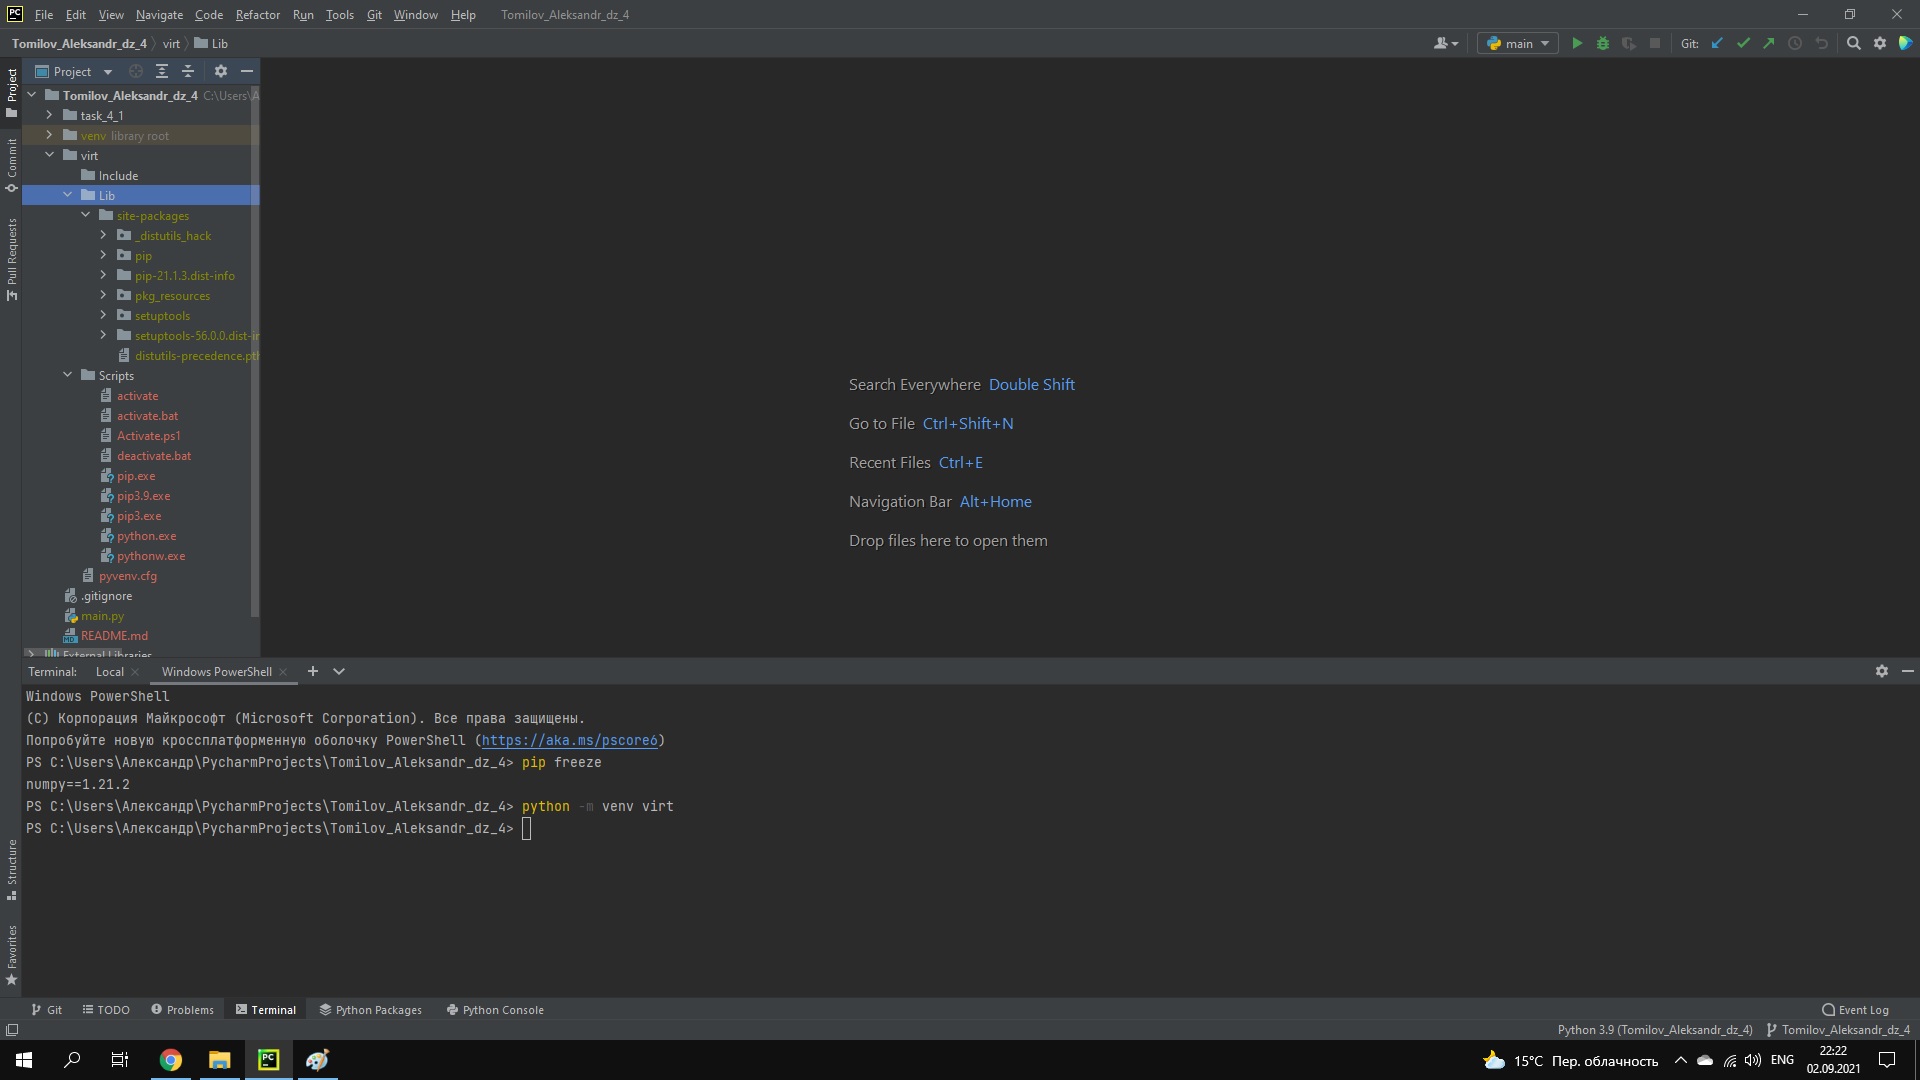 PC File Edit View Navigate Code Refactor Run Tools Git Window Help Tomilov_Aleksandr_dz_4
Tomilov_Aleksandr_dz_4 virt Lib main Git:
Project
Project
Commit
Pull Requests
Structure
Favorites
Tomilov_Aleksandr_dz_4 C:\Users\A
task_4_1
venv library root
virt
Include
Lib
site-packages
_distutils_hack
pip
pip-21.1.3.dist-info
pkg_resources
setuptools
setuptools-56.0.0.dist-in
distutils-precedence.pth
Scripts
activate
activate.bat
Activate.ps1
deactivate.bat
pip.exe
pip3.9.exe
pip3.exe
python.exe
pythonw.exe
pyvenv.cfg
.gitignore
main.py
README.md
External Libraries
Search Everywhere Double Shift
Go to File Ctrl+Shift+N
Recent Files Ctrl+E
Navigation Bar Alt+Home
Drop files here to open them
Terminal: Local Windows PowerShell
Windows PowerShell
(C) Корпорация Майкрософт (Microsoft Corporation). Все права защищены.
Попробуйте новую кроссплатформенную оболочку PowerShell (https://aka.ms/pscore6)
PS C:\Users\Александр\PycharmProjects\Tomilov_Aleksandr_dz_4> pip freeze
numpy==1.21.2
PS C:\Users\Александр\PycharmProjects\Tomilov_Aleksandr_dz_4> python -m venv virt
PS C:\Users\Александр\PycharmProjects\Tomilov_Aleksandr_dz_4>
Git TODO Problems Terminal Python Packages Python Console Event Log
Python 3.9 (Tomilov_Aleksandr_dz_4) Tomilov_Aleksandr_dz_4
PC 15°C Пер. облачность ENG 22:22
02.09.2021